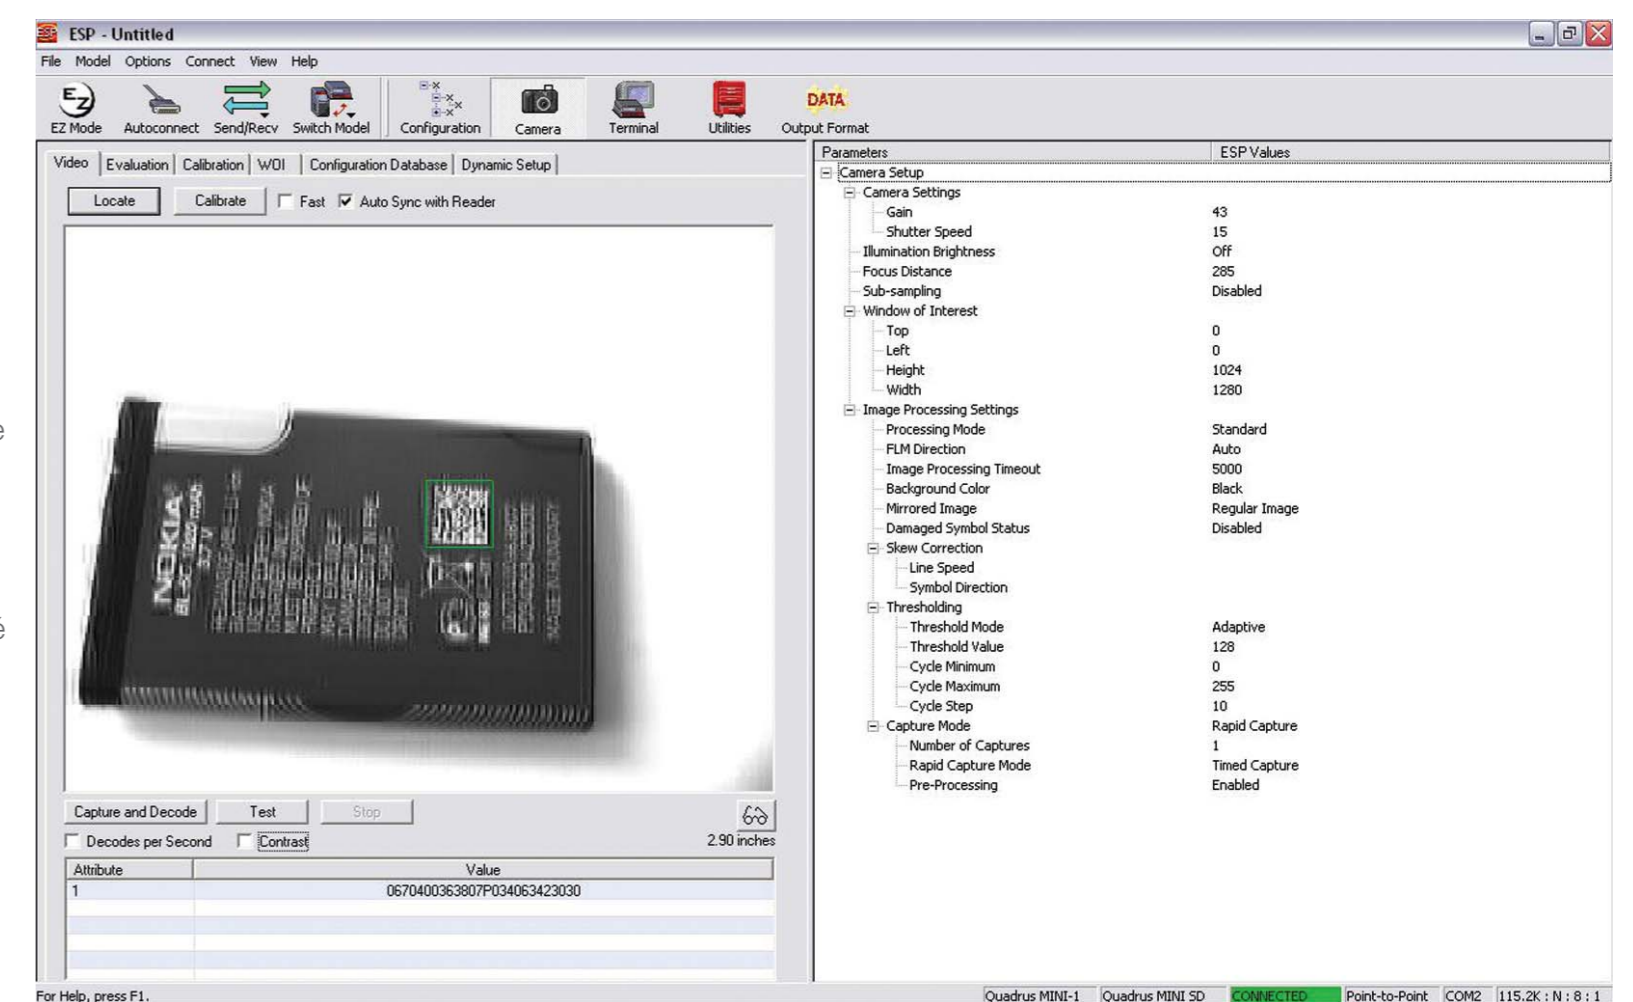 ESP - Untitled
File Model Options Connect View Help
EZ
DATA
EZ Mode Autoconnect Send/Recv Switch Model Configuration Camera Terminal Utilities Output Format
Video Evaluation Calibration WOI Configuration Database Dynamic Setup
Locate Calibrate Fast Auto Sync with Reader
NOKIA
3.7 V
Capture and Decode Test Stop
2.90 inches
Decodes per Second Contrast
Attribute Value
1 0670400363807P034063423030
Parameters ESP Values
Camera Setup
Camera Settings
Gain 43
Shutter Speed 15
Illumination Brightness Off
Focus Distance 285
Sub-sampling Disabled
Window of Interest
Top 0
Left 0
Height 1024
Width 1280
Image Processing Settings
Processing Mode Standard
FLM Direction Auto
Image Processing Timeout 5000
Background Color Black
Mirrored Image Regular Image
Damaged Symbol Status Disabled
Skew Correction
Line Speed
Symbol Direction
Thresholding
Threshold Mode Adaptive
Threshold Value 128
Cycle Minimum 0
Cycle Maximum 255
Cycle Step 10
Capture Mode Rapid Capture
Number of Captures 1
Rapid Capture Mode Timed Capture
Pre-Processing Enabled
For Help, press F1. Quadrus MINI-1 Quadrus MINI SD CONNECTED Point-to-Point COM2 115.2K : N : 8 : 1